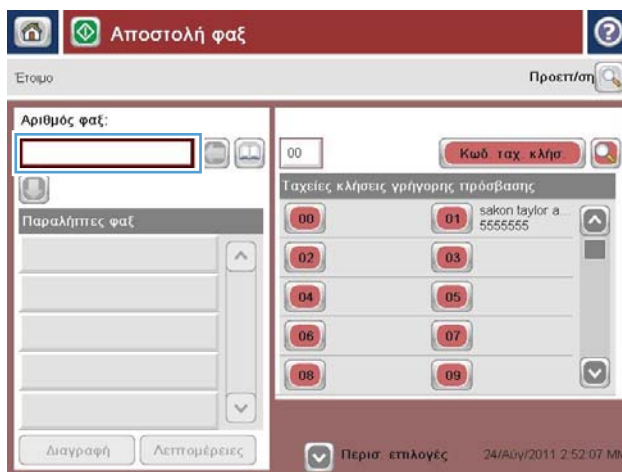 Αποστολή φαξ
Έτοιμο
Προεπ/ση
Αριθμός φαξ:
00
Κωδ. ταχ. κλήσ.
Ταχείες κλήσεις γρήγορης πρόσβασης
Παραλήπτες φαξ
00
01 sakon taylor a...
5555555
02 03
04 05
06 07
08 09
Διαγραφή Λεπτομέρειες
Περισ. επιλογές
24/Αύγ/2011 2:52:07 ΜΜ